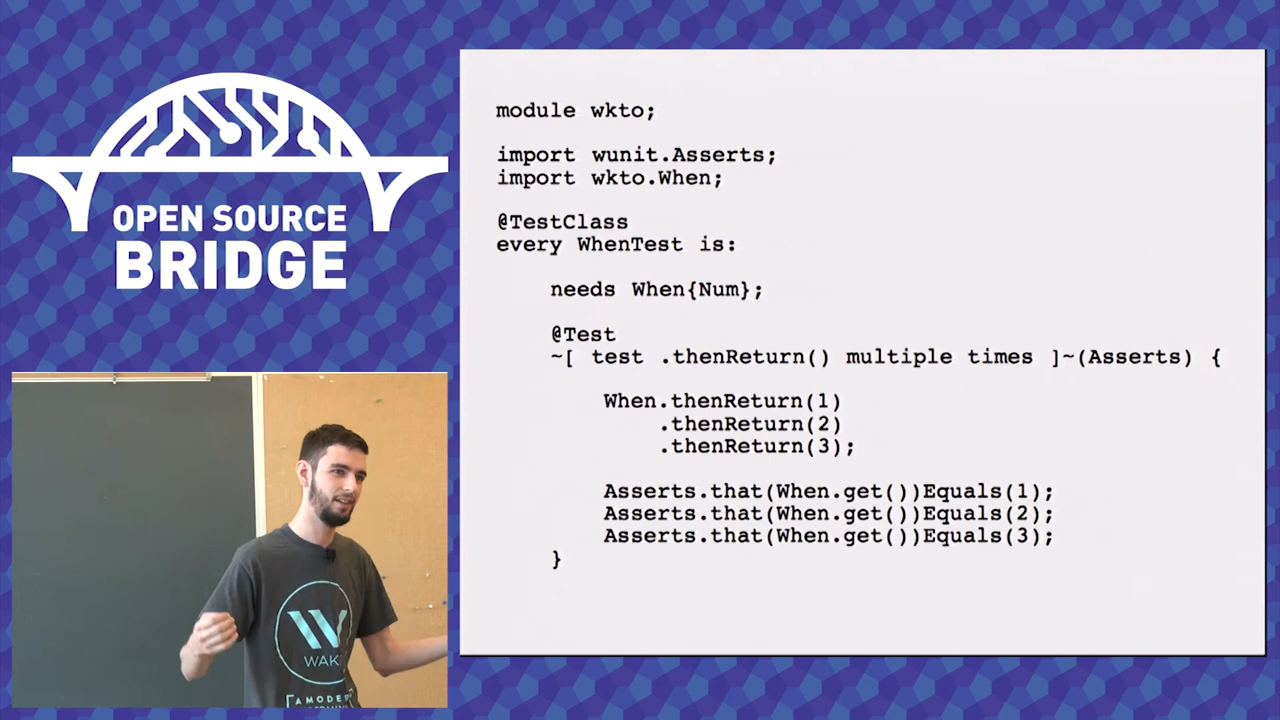 OPEN SOURCE
BRIDGE
module wkto;
import wunit.Asserts;
import wkto.When;
@TestClass
every WhenTest is:
needs When{Num};
@Test
~[ test .thenReturn() multiple times ]~(Asserts) {
When.thenReturn(1)
.thenReturn(2)
.thenReturn(3);
Asserts.that(When.get())Equals(1);
Asserts.that(When.get())Equals(2);
Asserts.that(When.get())Equals(3);
}
W
WAK
[A MODER